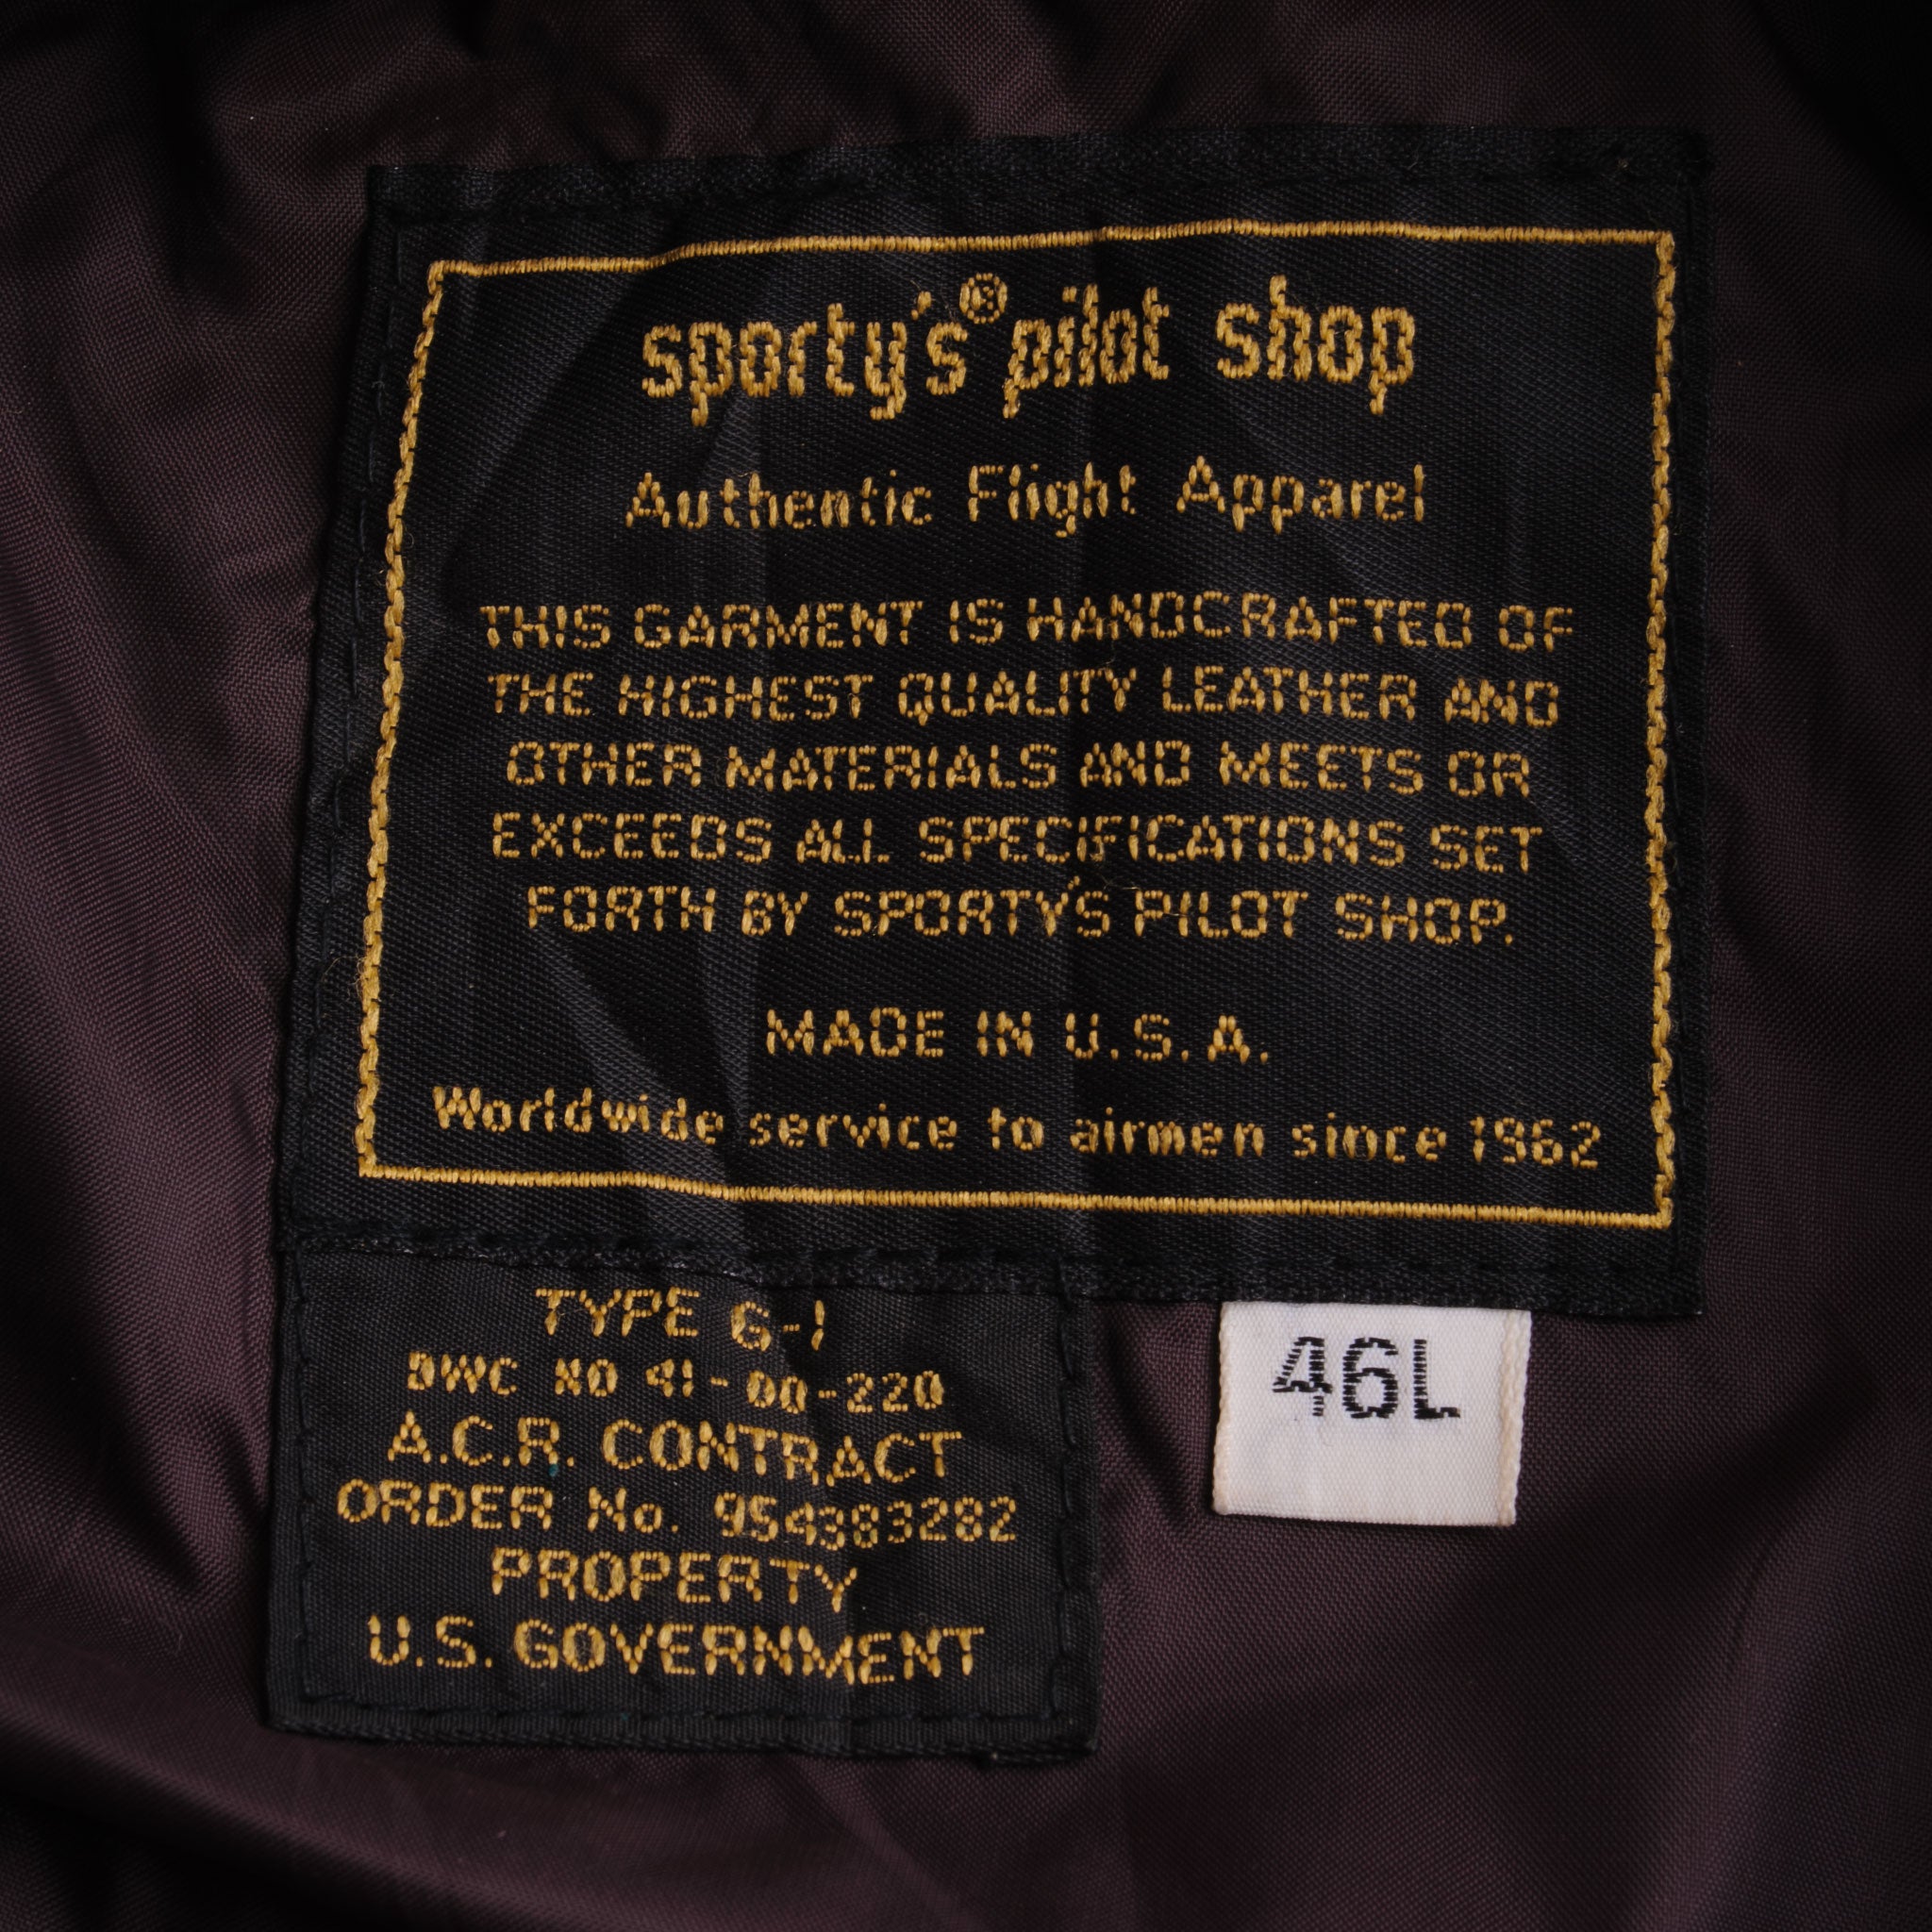 sporty's® pilot shop
Authentic Flight Apparel
THIS GARMENT IS HANDCRAFTED OF
THE HIGHEST QUALITY LEATHER AND
OTHER MATERIALS AND MEETS OR
EXCEEDS ALL SPECIFICATIONS SET
FORTH BY SPORTY'S PILOT SHOP.
MADE IN U.S.A.
Worldwide service to airmen since 1962
TYPE G-1
DWC NO 41-00-220
A.C.R. CONTRACT
ORDER No. 954383282
PROPERTY
U.S. GOVERNMENT
46L